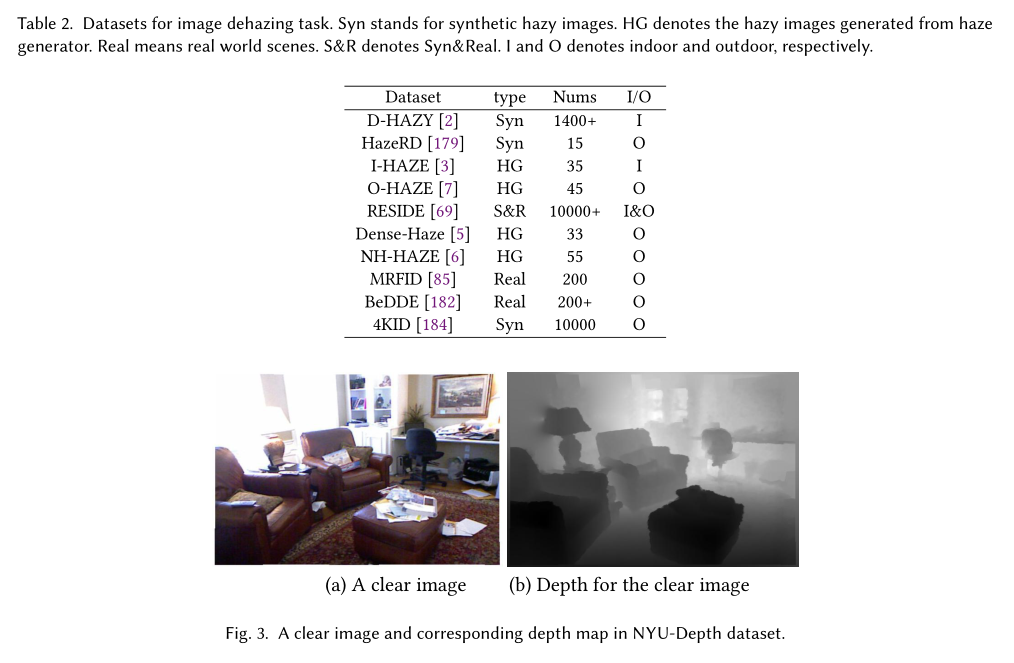 Table 2. Datasets for image dehazing task. Syn stands for synthetic hazy images. HG denotes the hazy images generated from haze
generator. Real means real world scenes. S&R denotes Syn&Real. I and O denotes indoor and outdoor, respectively.
Dataset type Nums I/O
D-HAZY [2] Syn 1400+ I
HazeRD [179] Syn 15 O
I-HAZE [3] HG 35 I
O-HAZE [7] HG 45 O
RESIDE [69] S&R 10000+ I&O
Dense-Haze [5] HG 33 O
NH-HAZE [6] HG 55 O
MRFID [85] Real 200 O
BeDDE [182] Real 200+ O
4KID [184] Syn 10000 O
(a) A clear image (b) Depth for the clear image
Fig. 3. A clear image and corresponding depth map in NYU-Depth dataset.